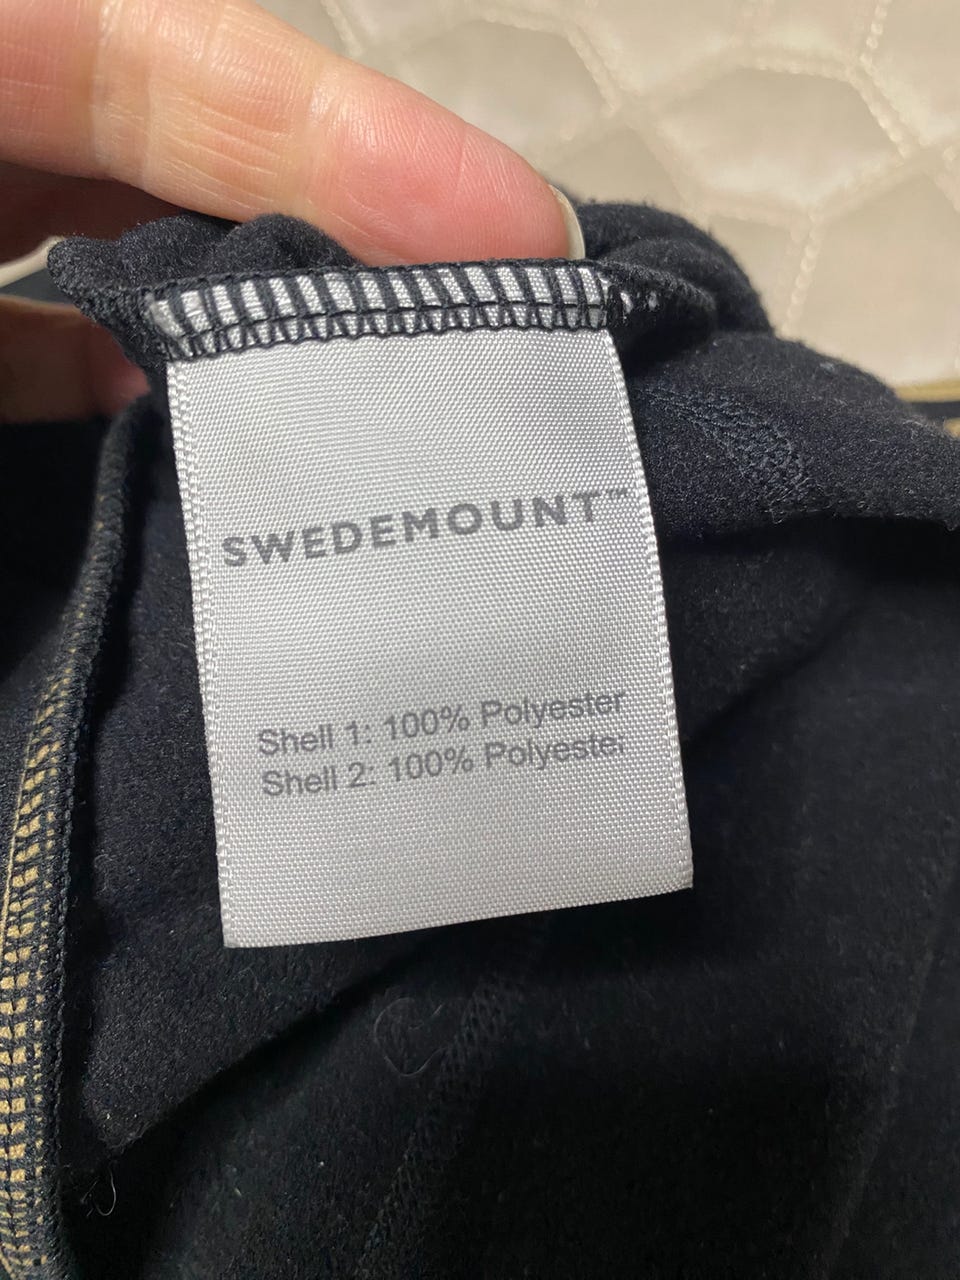 SWEDEMOUNT™
Shell 1: 100% Polyester
Shell 2: 100% Polyester